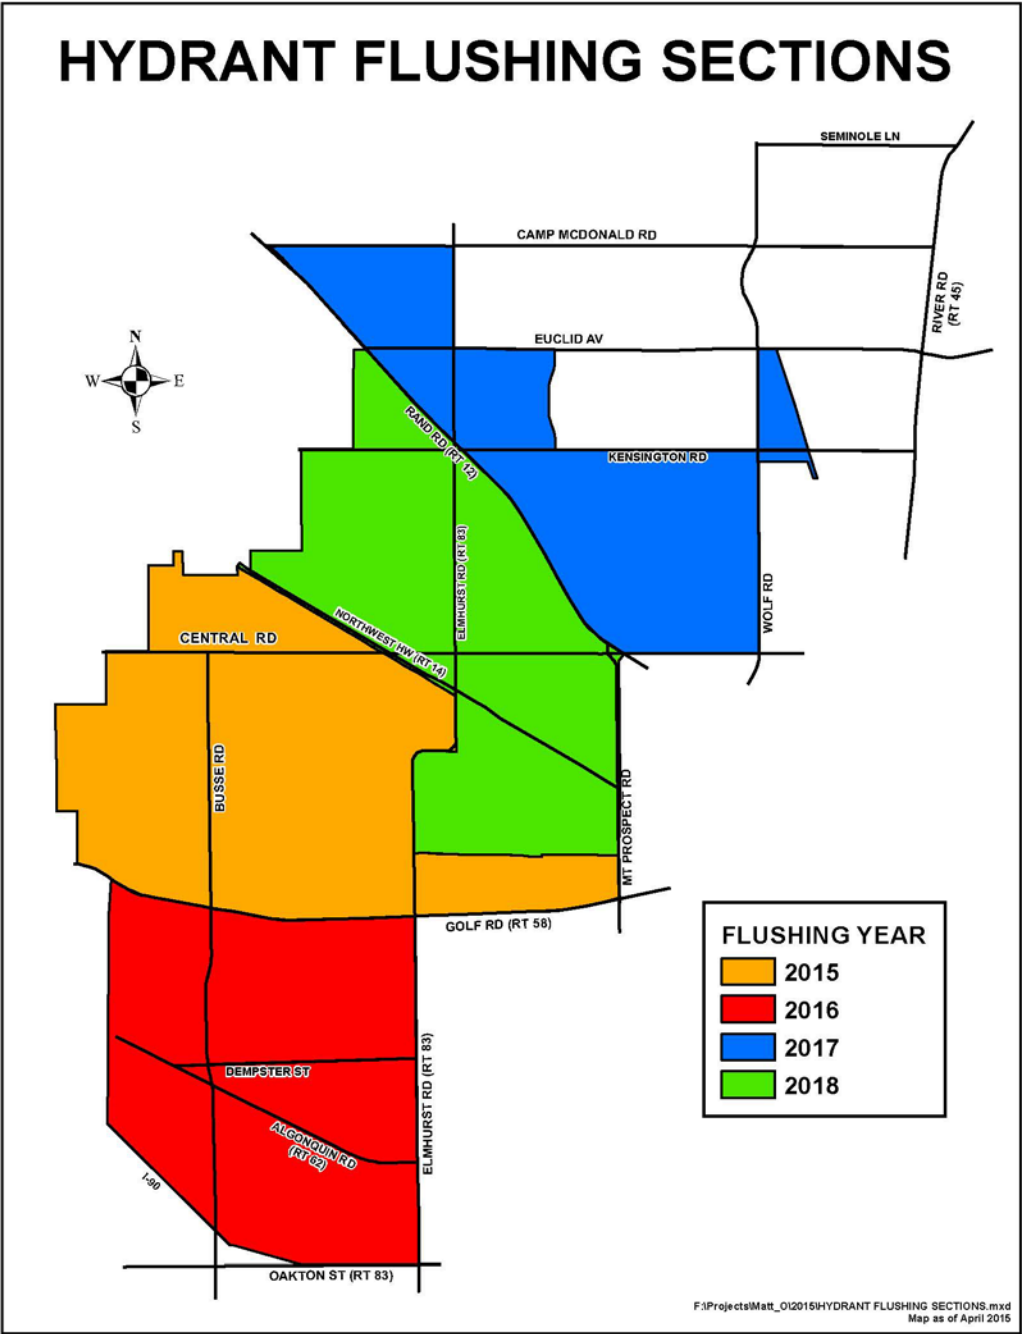 HYDRANT FLUSHING SECTIONS
SEMINOLE LN
CAMP MCDONALD RD
RIVER RD
(RT 45)
EUCLID AV
N
W
E
S
RAND RD (RT 12)
KENSINGTON RD
ELMHURST RD (RT 83)
WOLF RD
NORTHWEST HW (RT 14)
CENTRAL RD
BUSSE RD
MT PROSPECT RD
GOLF RD (RT 58)
FLUSHING YEAR
2015
2016
2017
2018
DEMPSTER ST
ELMHURST RD (RT 83)
ALGONQUIN RD
(RT 62)
I-90
OAKTON ST (RT 83)
F:\Projects\Matt_O\2015\HYDRANT FLUSHING SECTIONS.mxd
Map as of April 2015